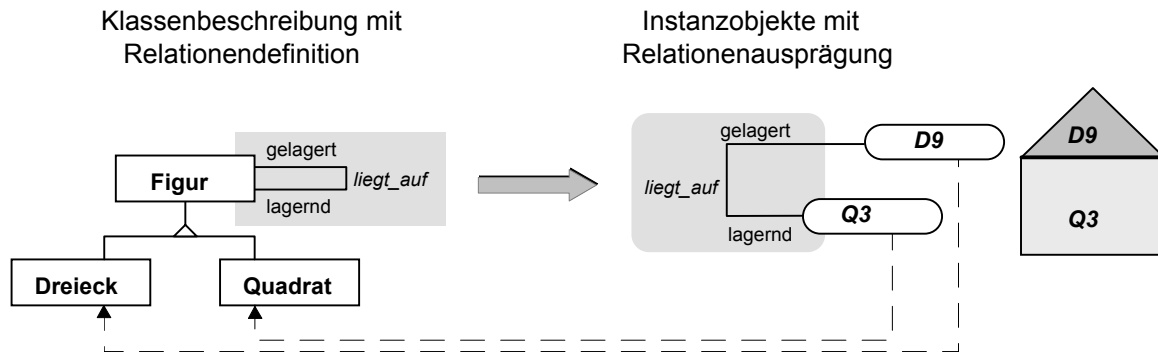 Klassenbeschreibung mit
Relationendefinition
Instanzobjekte mit
Relationenausprägung
gelagert
Figur
liegt_auf
lagernd
Dreieck
Quadrat
gelagert
D9
liegt_auf
Q3
lagernd
D9
Q3